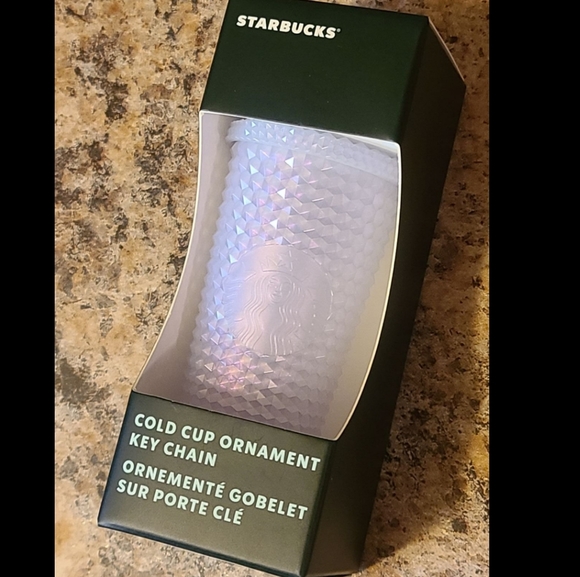 STARBUCKS®
COLD CUP ORNAMENT
KEY CHAIN
ORNEMENTÉ GOBELET
SUR PORTE CLÉ